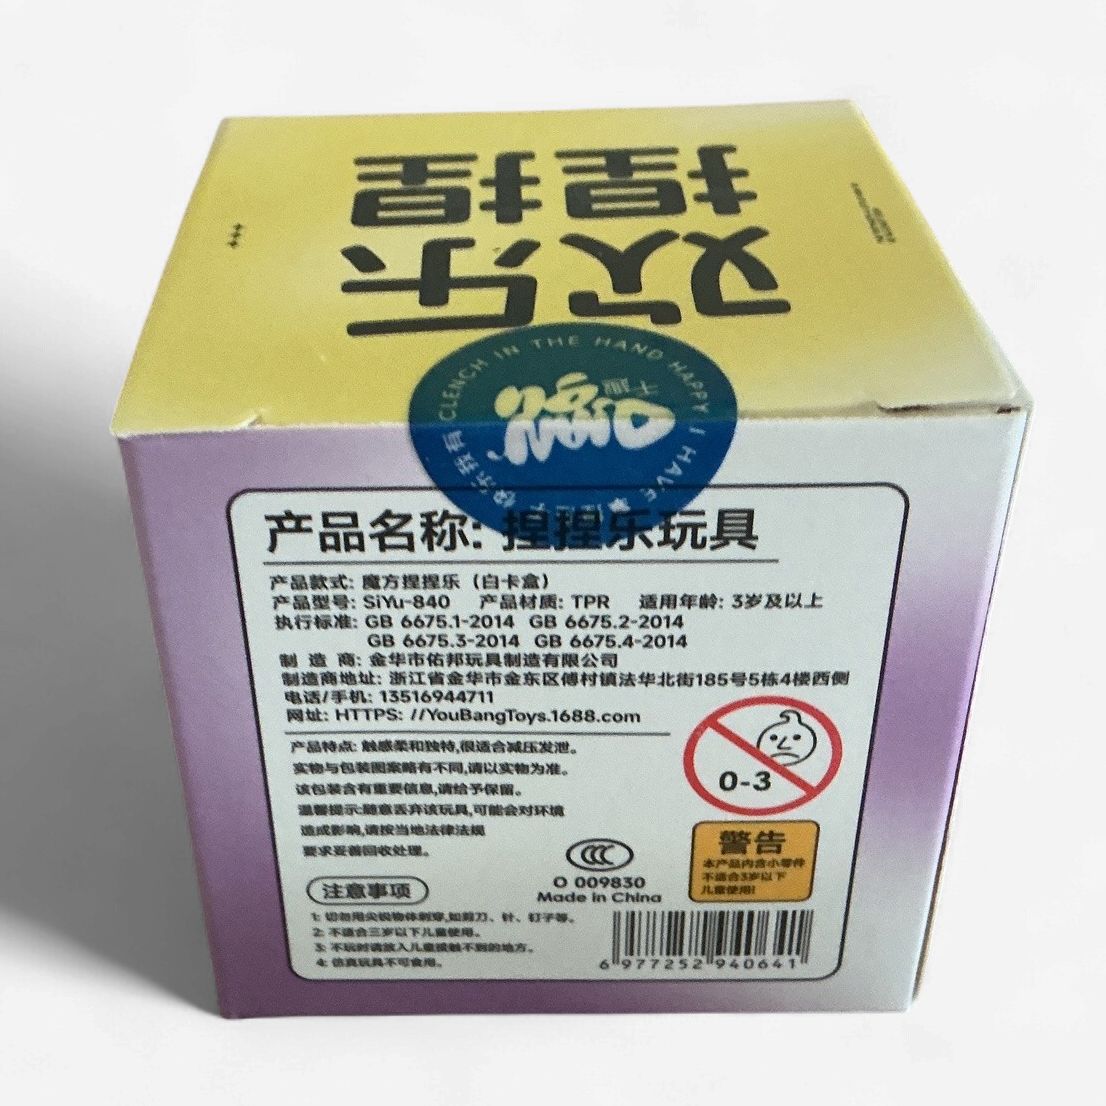 欢乐
捏捏
CLENCH IN THE HAND HAPPY I HAVE
快乐我有
产品名称: 捏捏乐玩具
产品款式: 魔方捏捏乐 (白卡盒)
产品型号: SiYu-840 产品材质: TPR 适用年龄: 3岁及以上
执行标准: GB 6675.1-2014 GB 6675.2-2014
GB 6675.3-2014 GB 6675.4-2014
制 造 商: 金华市佑邦玩具制造有限公司
制造商地址: 浙江省金华市金东区傅村镇法华北街185号5栋4楼西侧
电话/手机: 13516944711
网址: HTTPS: //YouBangToys.1688.com
产品特点: 触感柔和独特,很适合减压发泄。
实物与包装图案略有不同,请以实物为准。
该包装含有重要信息,请给予保留。
温馨提示:随意丢弃该玩具,可能会对环境
造成影响,请按当地法律法规
要求妥善回收处理。
0-3
警告
本产品内含小零件
不适合3岁以下
儿童使用!
CCC
O 009830
Made in China
注意事项
1: 切勿用尖锐物体刺穿,如剪刀、针、钉子等。
2: 不适合三岁以下儿童使用。
3: 不玩时请放入儿童接触不到的地方。
4: 仿真玩具不可食用。
6 977252 940641